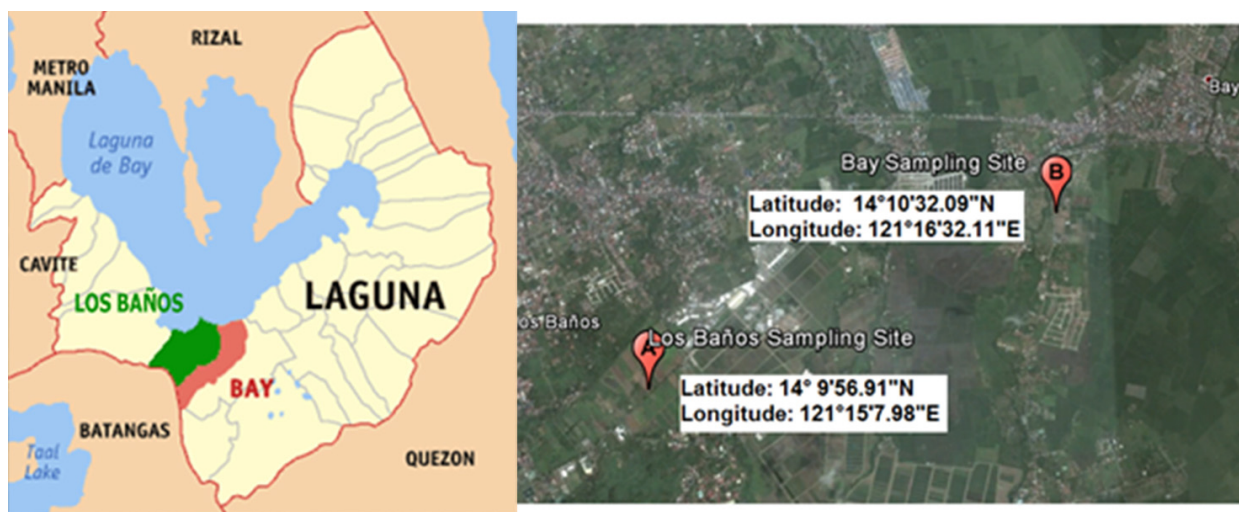 RIZAL
METRO
MANILA
Laguna
de Bay
CAVITE
LOS BAÑOS
LAGUNA
BAY
BATANGAS
Taal
Lake
QUEZON
Bay
Bay Sampling Site
B
Latitude: 14°10'32.09"N
Longitude: 121°16'32.11"E
os Baños
A
Los Baños Sampling Site
Latitude: 14° 9'56.91"N
Longitude: 121°15'7.98"E